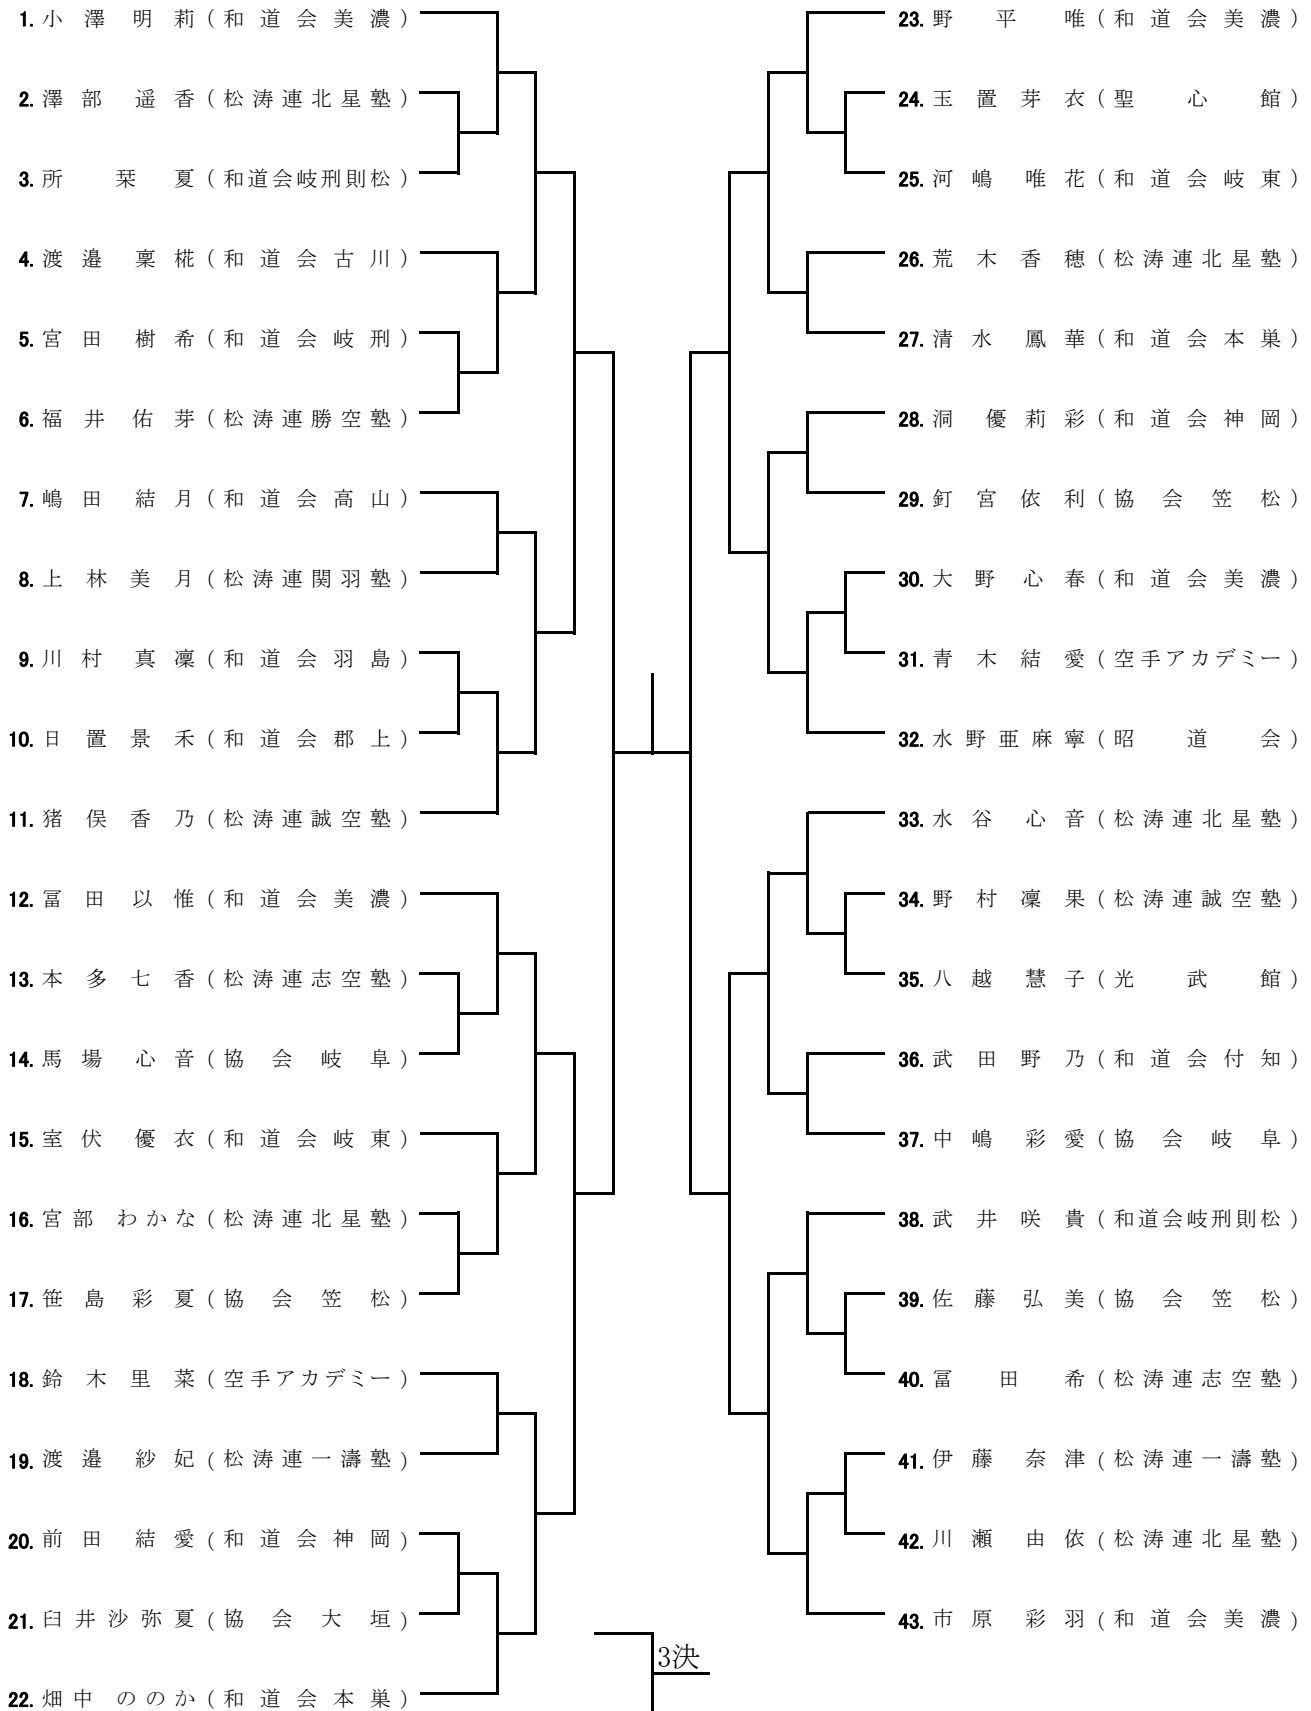 1. 小澤明莉（和道会美濃）
2. 澤部遥香（松涛連北星塾）
3. 所栞夏（和道会岐刑則松）
4. 渡邉稟椛（和道会古川）
5. 宮田樹希（和道会岐刑）
6. 福井佑芽（松涛連勝空塾）
7. 嶋田結月（和道会高山）
8. 上林美月（松涛連関羽塾）
9. 川村真凜（和道会羽島）
10. 日置景禾（和道会郡上）
11. 猪俣香乃（松涛連誠空塾）
12. 冨田以惟（和道会美濃）
13. 本多七香（松涛連志空塾）
14. 馬場心音（協会岐阜）
15. 室伏優衣（和道会岐東）
16. 宮部わかな（松涛連北星塾）
17. 笹島彩夏（協会笠松）
18. 鈴木里菜（空手アカデミー）
19. 渡邉紗妃（松涛連一濤塾）
20. 前田結愛（和道会神岡）
21. 臼井沙弥夏（協会大垣）
22. 畑中ののか（和道会本巣）
23. 野平唯（和道会美濃）
24. 玉置芽衣（聖心館）
25. 河嶋唯花（和道会岐東）
26. 荒木香穂（松涛連北星塾）
27. 清水鳳華（和道会本巣）
28. 洞優莉彩（和道会神岡）
29. 釘宮依利（協会笠松）
30. 大野心春（和道会美濃）
31. 青木結愛（空手アカデミー）
32. 水野亜麻寧（昭道会）
33. 水谷心音（松涛連北星塾）
34. 野村凜果（松涛連誠空塾）
35. 八越慧子（光武館）
36. 武田野乃（和道会付知）
37. 中嶋彩愛（協会岐阜）
38. 武井咲貴（和道会岐刑則松）
39. 佐藤弘美（協会笠松）
40. 冨田希（松涛連志空塾）
41. 伊藤奈津（松涛連一濤塾）
42. 川瀬由依（松涛連北星塾）
43. 市原彩羽（和道会美濃）
3決